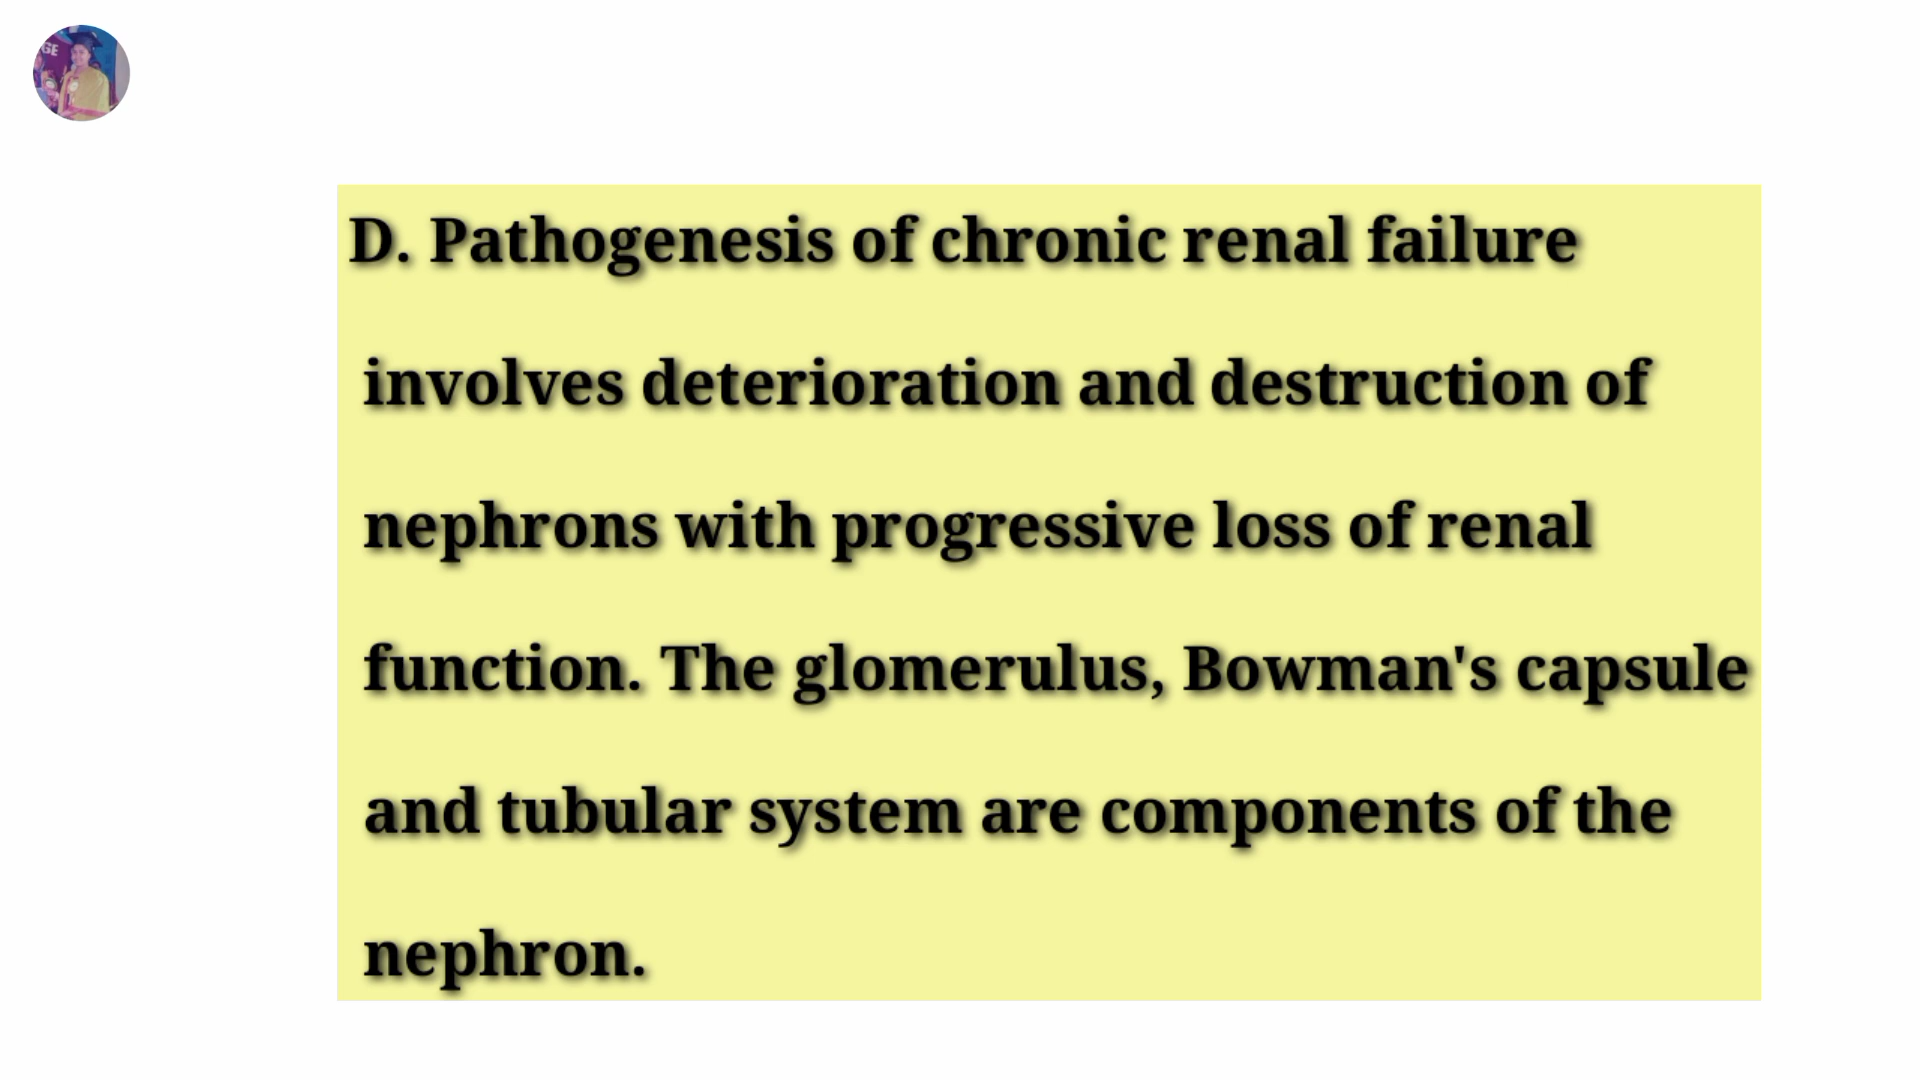 GE
D. Pathogenesis of chronic renal failure
involves deterioration and destruction of
nephrons with progressive loss of renal
function. The glomerulus, Bowman's capsule
and tubular system are components of the
nephron.